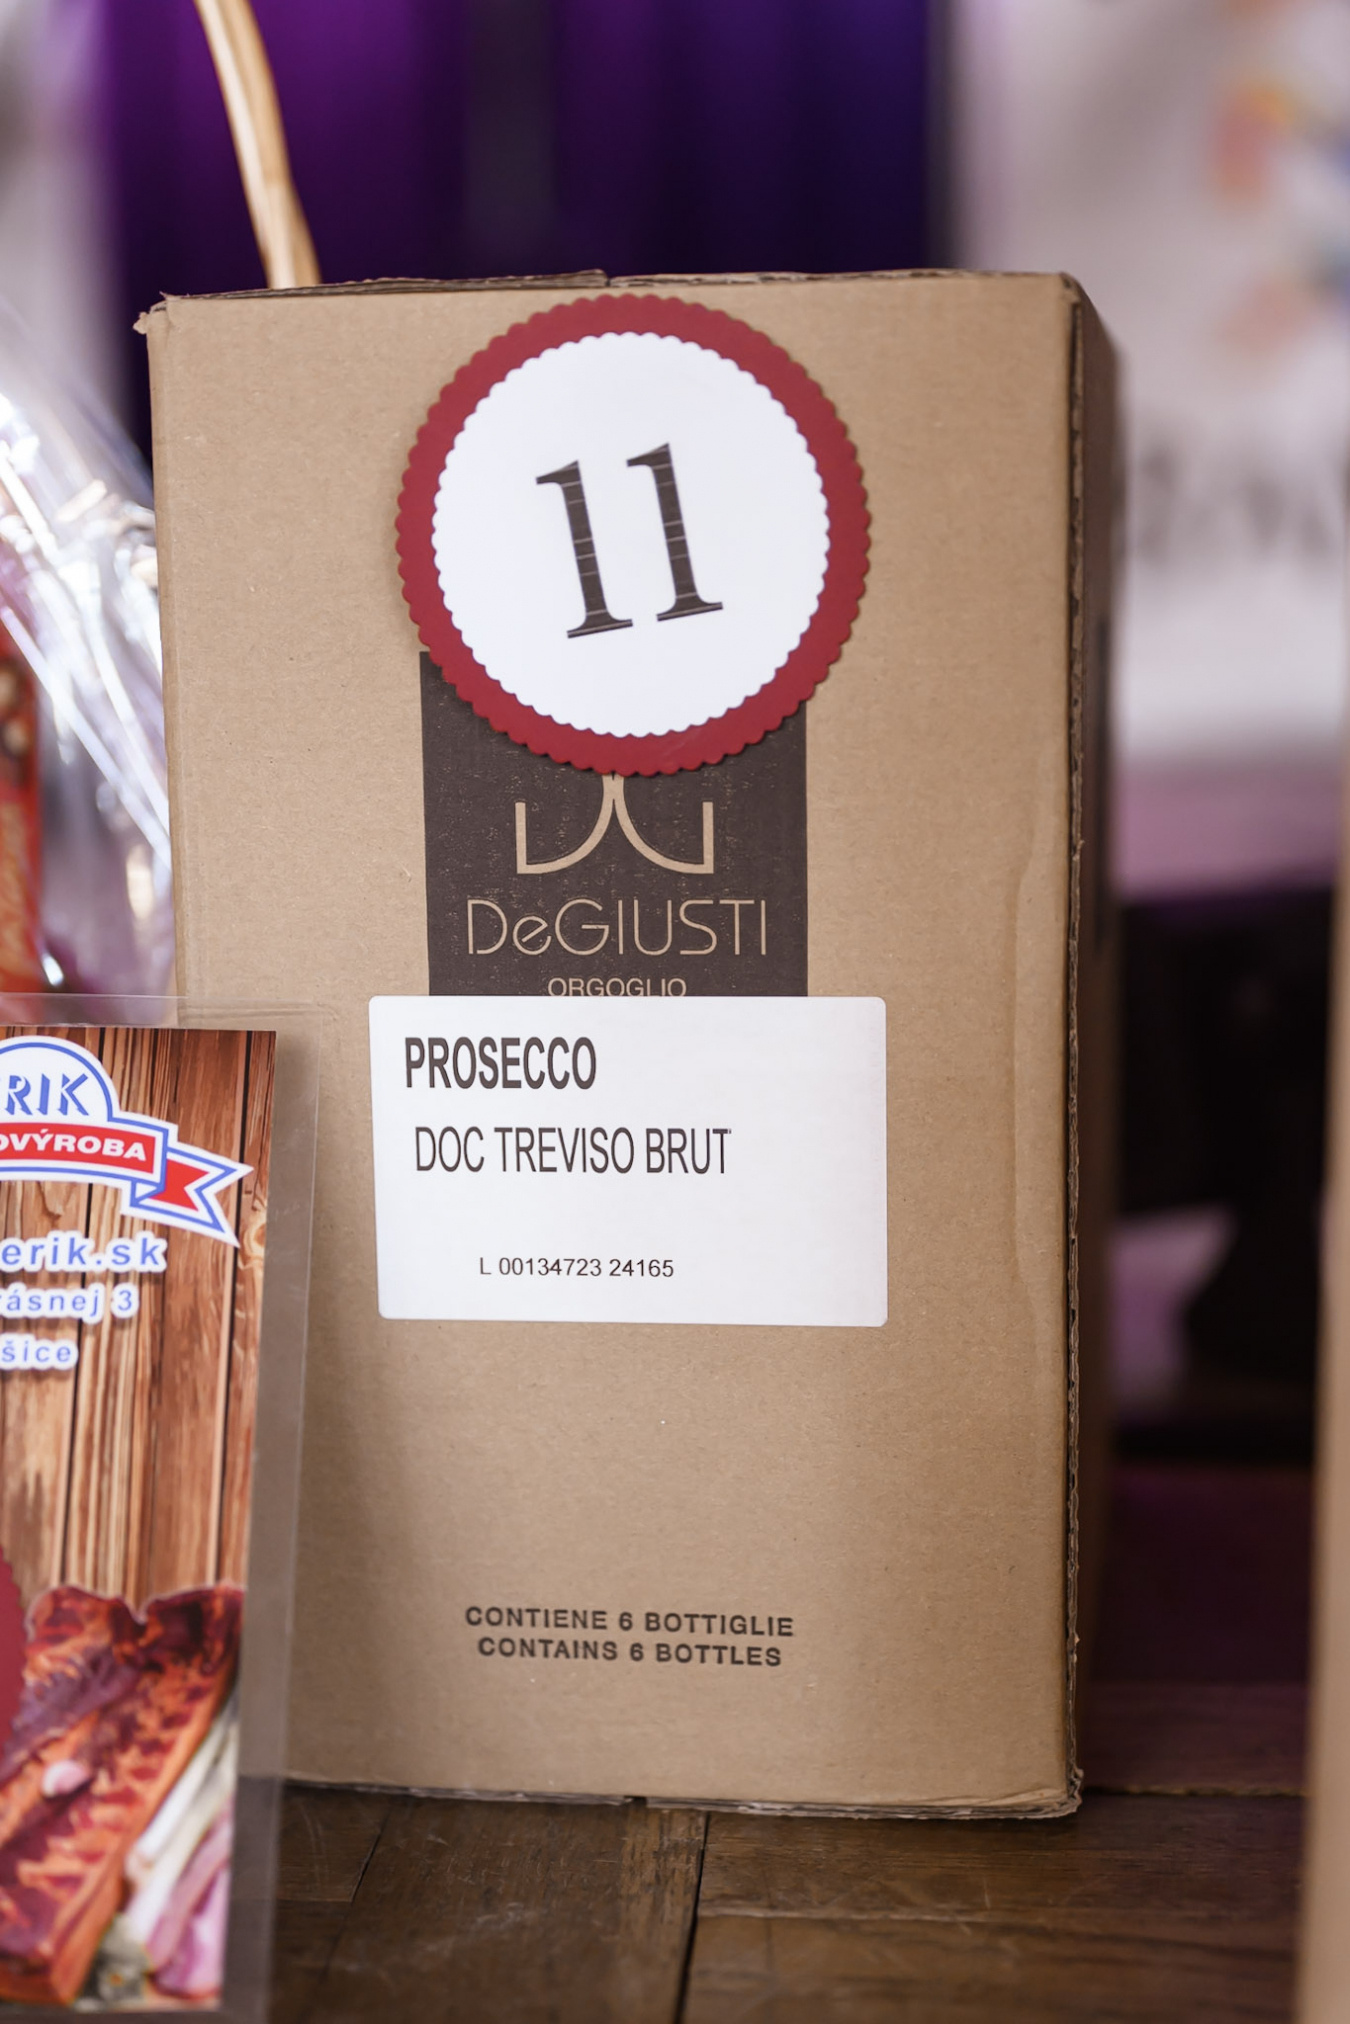 11
DeGIUSTI
ORGOGLIO
PROSECCO
DOC TREVISO BRUT
L 00134723 24165
CONTIENE 6 BOTTIGLIE
CONTAINS 6 BOTTLES
RIK
OVÝROBA
erik.sk
rásnej 3
šice